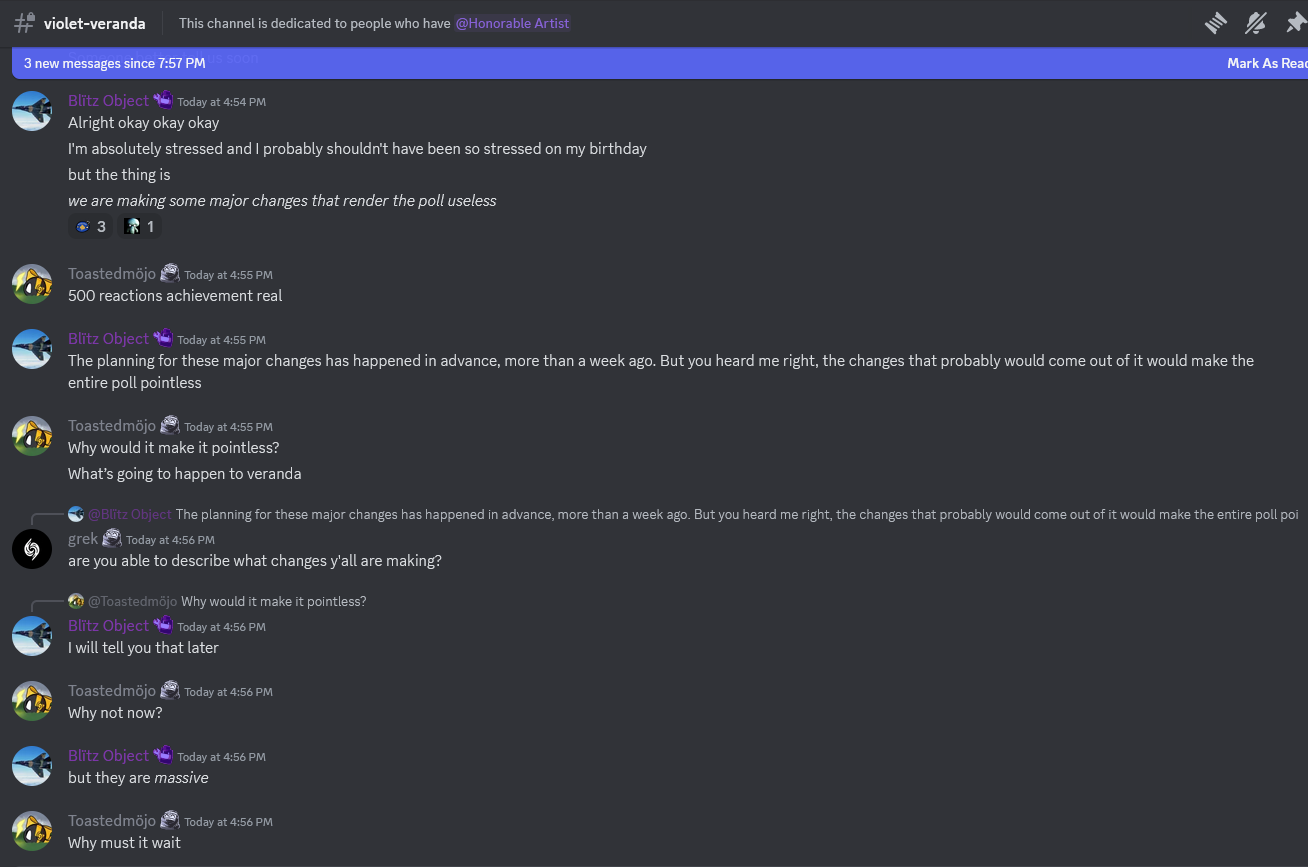 violet-veranda
This channel is dedicated to people who have @Honorable Artist
3 new messages since 7:57 PM
Mark As Read
Blïtz Object Today at 4:54 PM
Alright okay okay okay
I'm absolutely stressed and I probably shouldn't have been so stressed on my birthday
but the thing is
we are making some major changes that render the poll useless
3 1
Toastedmöjo Today at 4:55 PM
500 reactions achievement real
Blïtz Object Today at 4:55 PM
The planning for these major changes has happened in advance, more than a week ago. But you heard me right, the changes that probably would come out of it would make the
entire poll pointless
Toastedmöjo Today at 4:55 PM
Why would it make it pointless?
What's going to happen to veranda
@Blïtz Object The planning for these major changes has happened in advance, more than a week ago. But you heard me right, the changes that probably would come out of it would make the entire poll poi
grek Today at 4:56 PM
are you able to describe what changes y'all are making?
@Toastedmöjo Why would it make it pointless?
Blïtz Object Today at 4:56 PM
I will tell you that later
Toastedmöjo Today at 4:56 PM
Why not now?
Blïtz Object Today at 4:56 PM
but they are massive
Toastedmöjo Today at 4:56 PM
Why must it wait